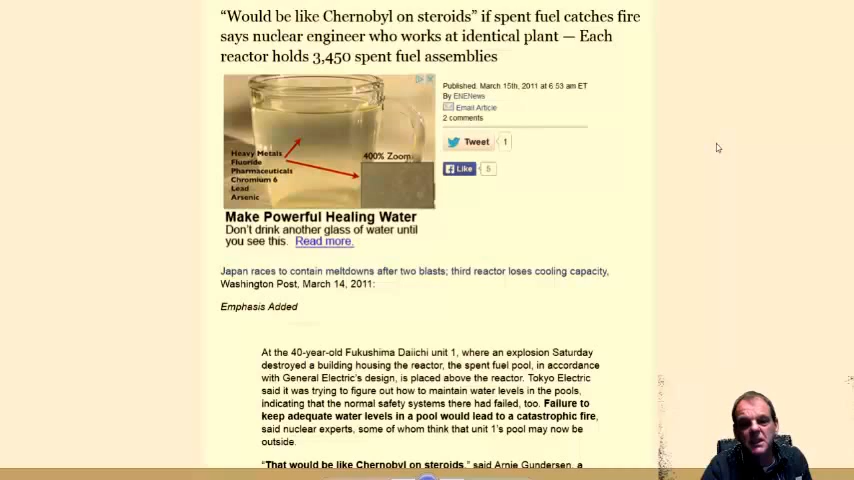 “Would be like Chernobyl on steroids” if spent fuel catches fire
says nuclear engineer who works at identical plant — Each
reactor holds 3,450 spent fuel assemblies
Published: March 15th, 2011 at 6:53 am ET
By ENENews
Email Article
2 comments
Tweet 1
Like 5
Heavy Metals
Fluoride
Pharmaceuticals
Chromium 6
Lead
Arsenic
400% Zoom
Make Powerful Healing Water
Don't drink another glass of water until
you see this. Read more.
Japan races to contain meltdowns after two blasts; third reactor loses cooling capacity,
Washington Post, March 14, 2011:
Emphasis Added
At the 40-year-old Fukushima Daiichi unit 1, where an explosion Saturday
destroyed a building housing the reactor, the spent fuel pool, in accordance
with General Electric's design, is placed above the reactor. Tokyo Electric
said it was trying to figure out how to maintain water levels in the pools,
indicating that the normal safety systems there had failed, too. Failure to
keep adequate water levels in a pool would lead to a catastrophic fire,
said nuclear experts, some of whom think that unit 1's pool may now be
outside.
“That would be like Chernobyl on steroids,” said Arnie Gundersen, a